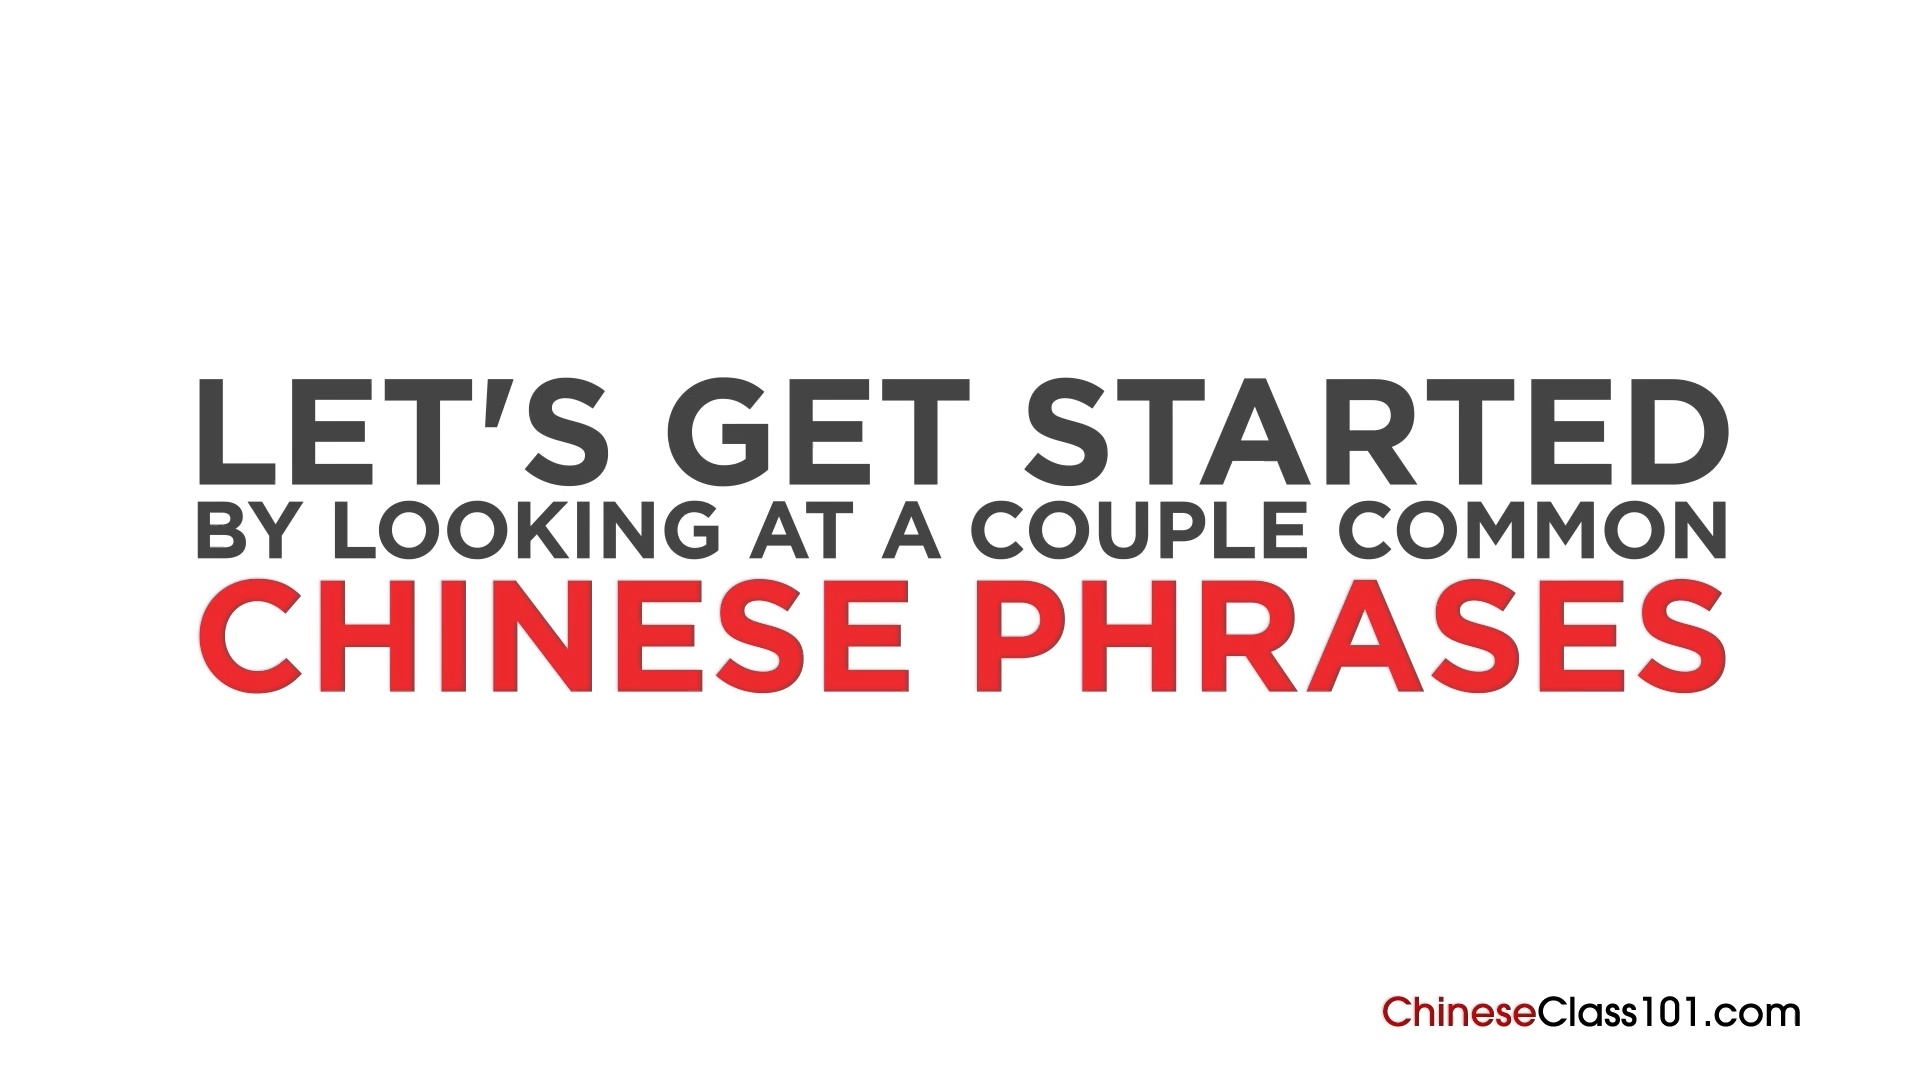 LET'S GET STARTED
BY LOOKING AT A COUPLE COMMON
CHINESE PHRASES
ChineseClass101.com